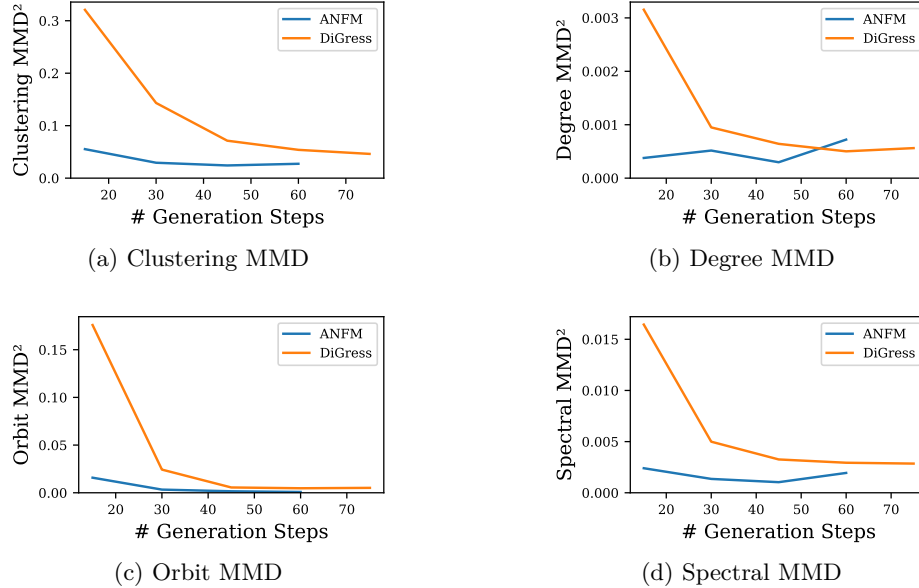 0.3
0.2
0.1
0.0
Clustering MMD²
ANFM
DiGress
20 30 40 50 60 70
# Generation Steps
(a) Clustering MMD
0.003
0.002
0.001
0.000
Degree MMD²
ANFM
DiGress
20 30 40 50 60 70
# Generation Steps
(b) Degree MMD
0.15
0.10
0.05
0.00
Orbit MMD²
ANFM
DiGress
20 30 40 50 60 70
# Generation Steps
(c) Orbit MMD
0.015
0.010
0.005
0.000
Spectral MMD²
ANFM
DiGress
20 30 40 50 60 70
# Generation Steps
(d) Spectral MMD